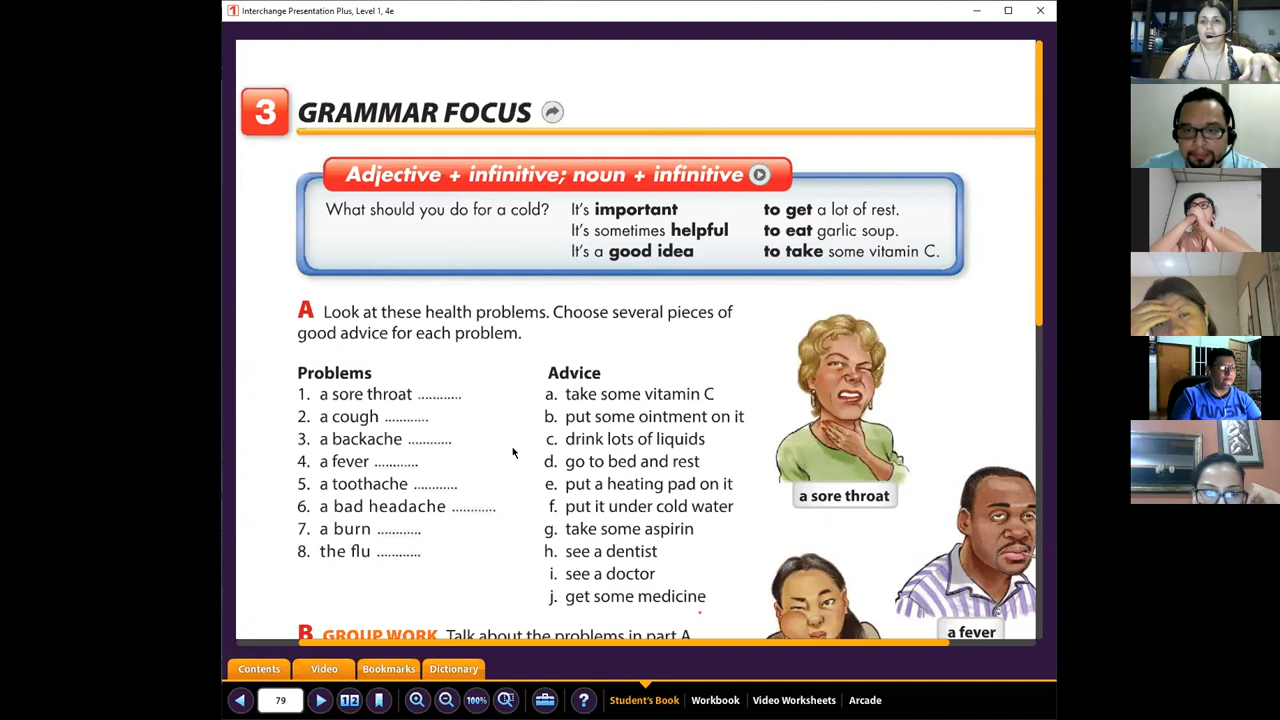 Interchange Presentation Plus, Level 1, 4e
3 GRAMMAR FOCUS
Adjective + infinitive; noun + infinitive
What should you do for a cold? It's important to get a lot of rest.
It's sometimes helpful to eat garlic soup.
It's a good idea to take some vitamin C.
A Look at these health problems. Choose several pieces of
good advice for each problem.
Problems Advice
1. a sore throat ........... a. take some vitamin C
2. a cough ........... b. put some ointment on it
3. a backache ........... c. drink lots of liquids
4. a fever ........... d. go to bed and rest
5. a toothache ........... e. put a heating pad on it
6. a bad headache ........... f. put it under cold water
7. a burn ........... g. take some aspirin
8. the flu ........... h. see a dentist
i. see a doctor
j. get some medicine
a sore throat
a fever
B GROUP WORK Talk about the problems in part A.
Contents Video Bookmarks Dictionary
79 1 2 100% ? Student's Book Workbook Video Worksheets Arcade